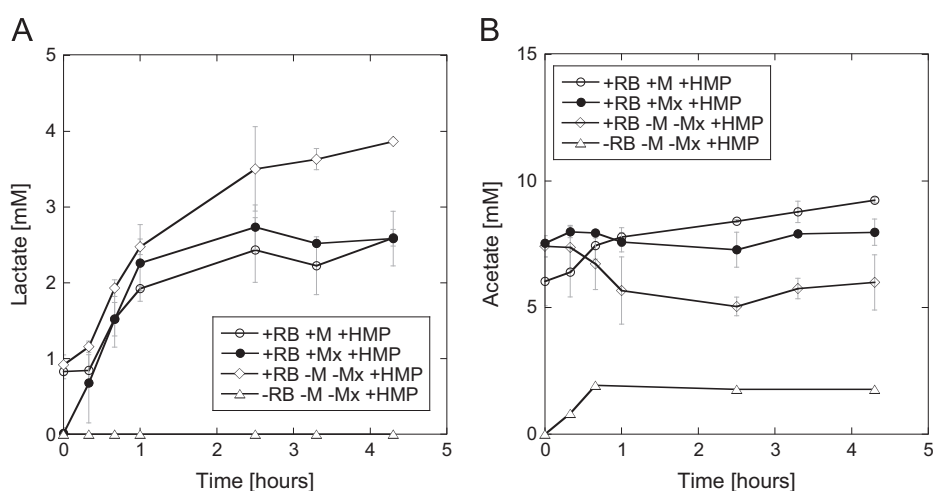 A
5
4
3
2
1
0
Lactate [mM]
+RB +M +HMP
+RB +Mx +HMP
+RB -M -Mx +HMP
-RB -M -Mx +HMP
0 1 2 3 4 5
Time [hours]
B
15
10
5
0
Acetate [mM]
+RB +M +HMP
+RB +Mx +HMP
+RB -M -Mx +HMP
-RB -M -Mx +HMP
0 1 2 3 4 5
Time [hours]